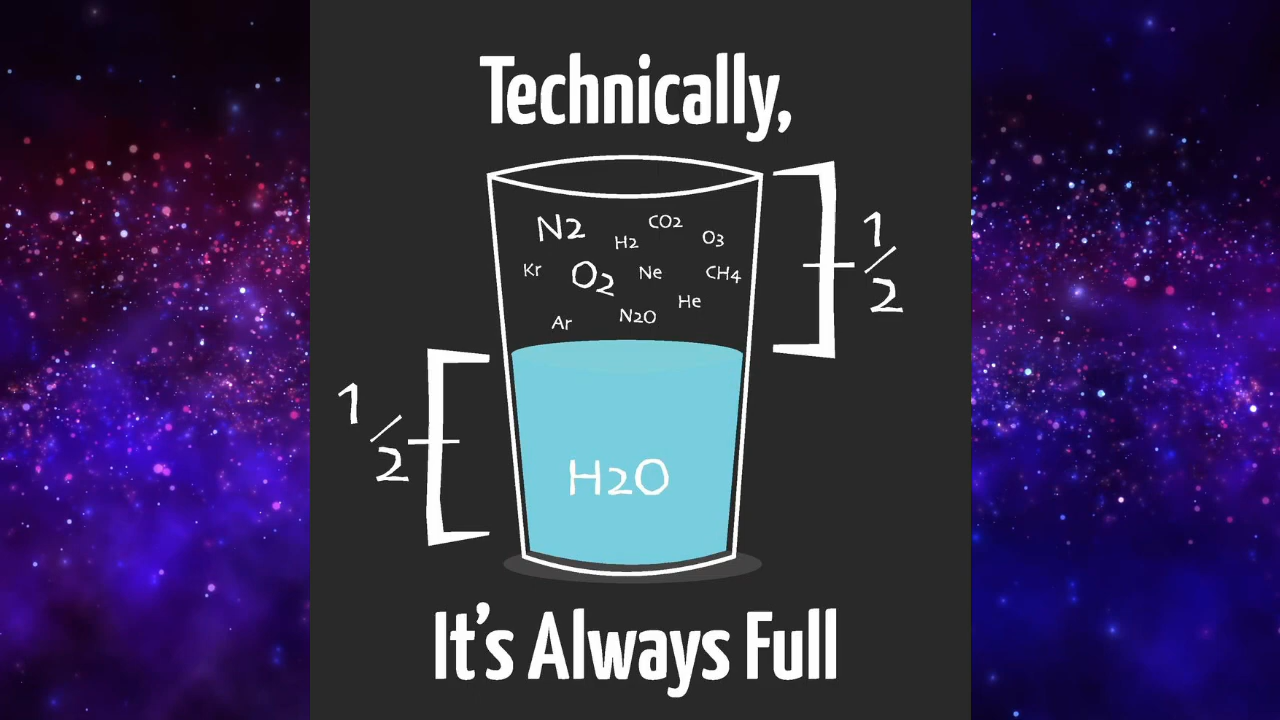 Technically,
N2 CO2
H2 O3
Kr O2 Ne CH4
He
Ar N2O
1/2
1/2
H2O
It's Always Full